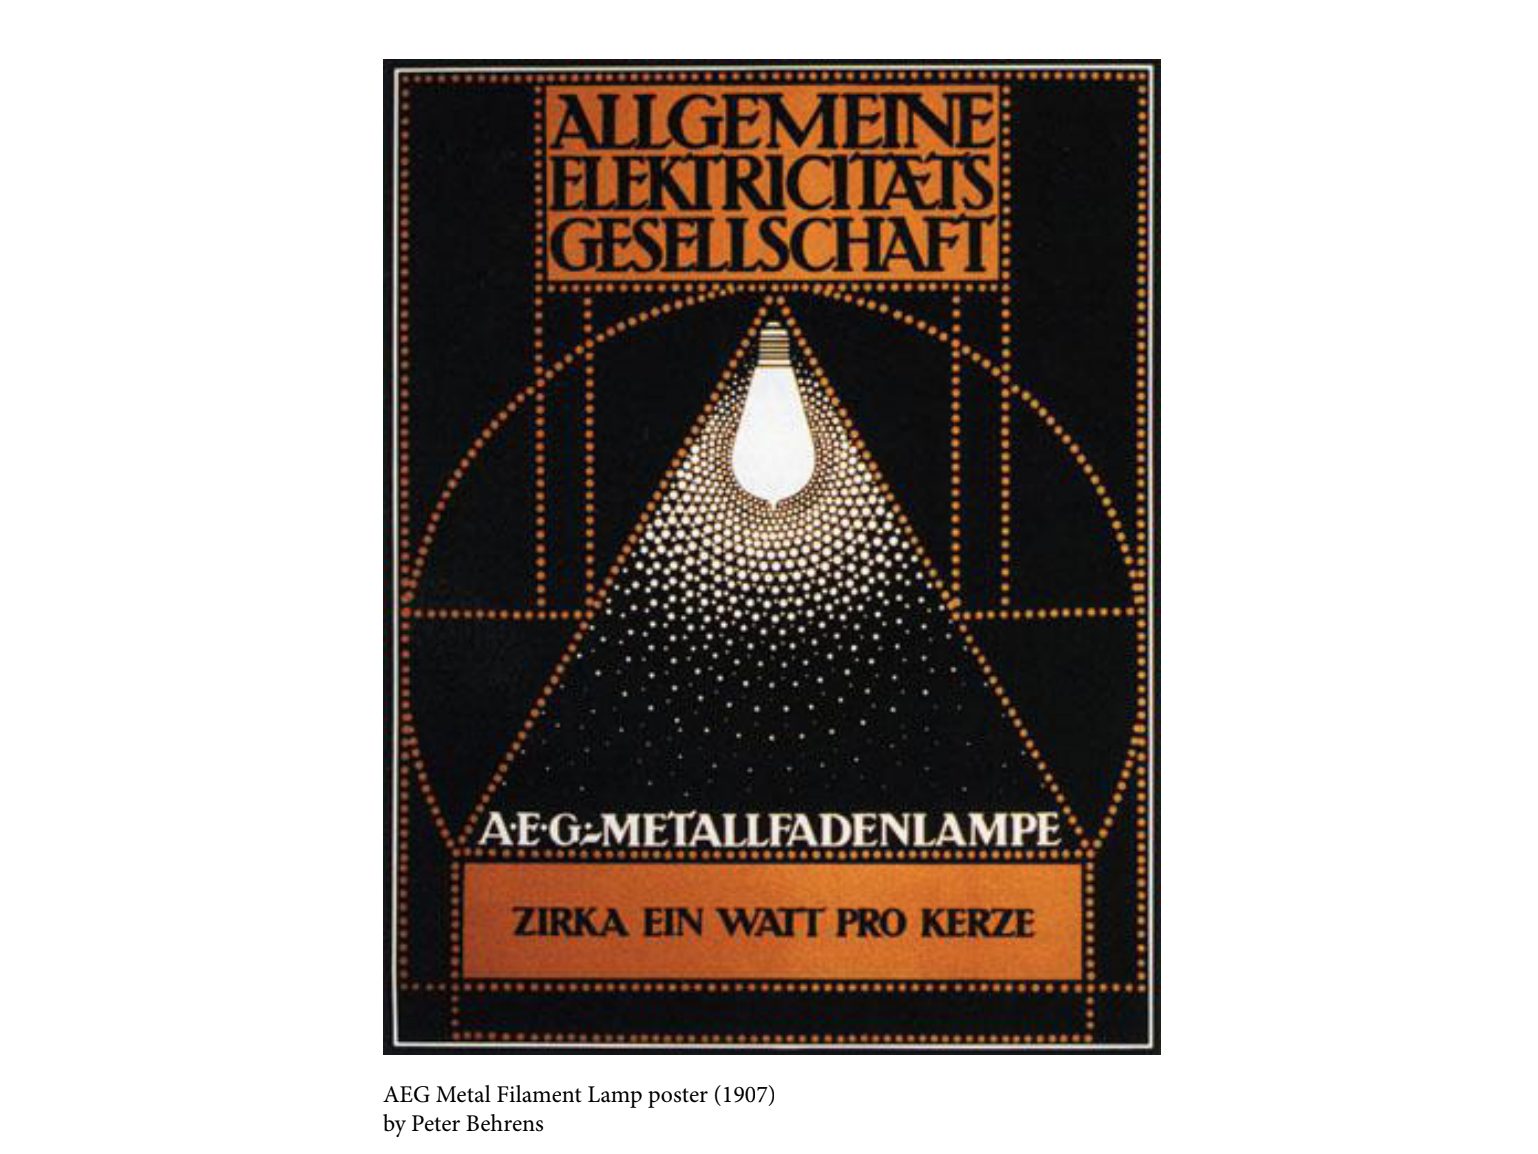 ALLGEMEINE
ELEKTRICITÆTS
GESELLSCHAFT
A·E·G-METALLFADENLAMPE
ZIRKA EIN WATT PRO KERZE
AEG Metal Filament Lamp poster (1907)
by Peter Behrens